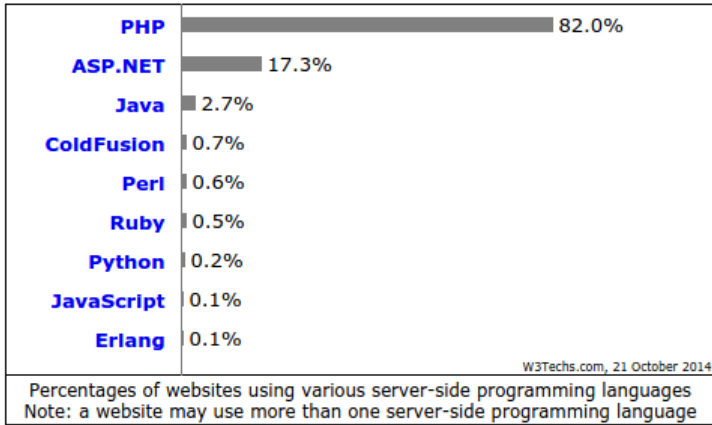 PHP 82.0%
ASP.NET 17.3%
Java 2.7%
ColdFusion 0.7%
Perl 0.6%
Ruby 0.5%
Python 0.2%
JavaScript 0.1%
Erlang 0.1%
W3Techs.com, 21 October 2014
Percentages of websites using various server-side programming languages
Note: a website may use more than one server-side programming language